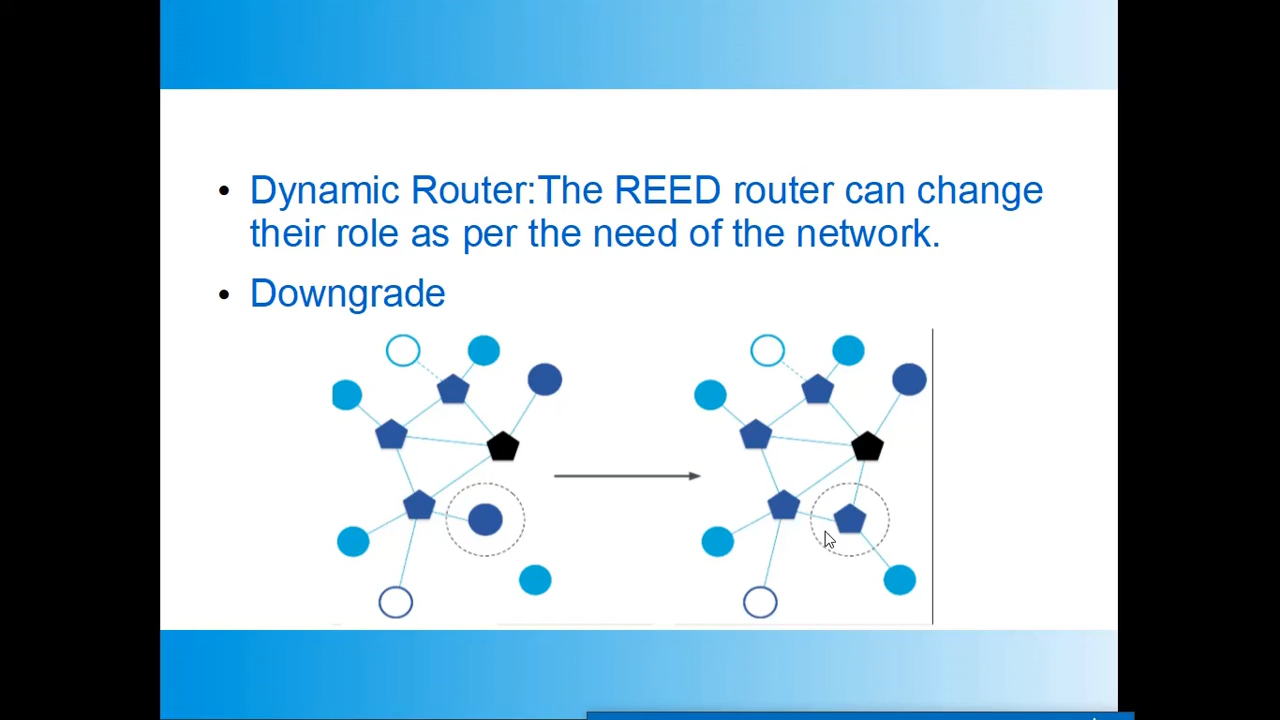 Dynamic Router:The REED router can change
their role as per the need of the network.
Downgrade